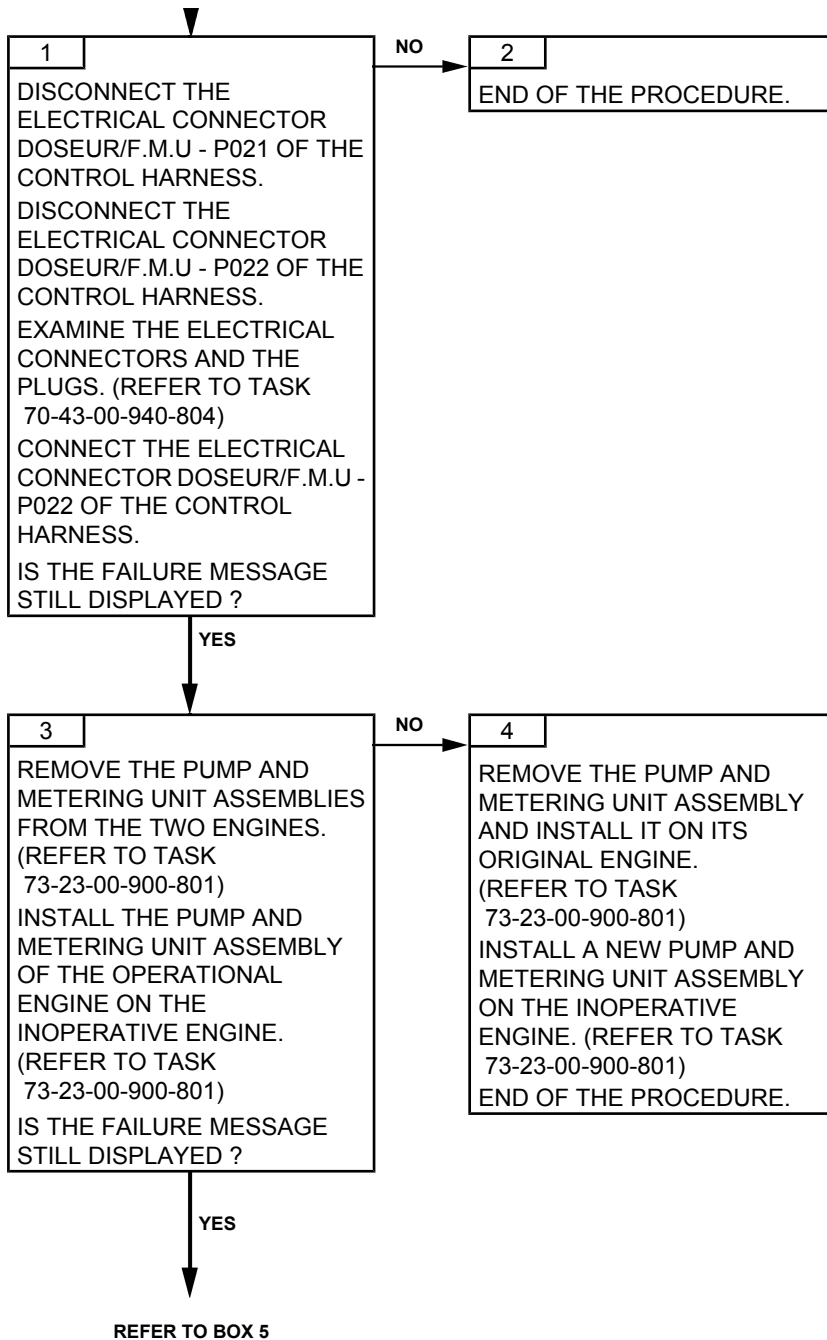 1
DISCONNECT THE
ELECTRICAL CONNECTOR
DOSEUR/F.M.U - P021 OF THE
CONTROL HARNESS.
DISCONNECT THE
ELECTRICAL CONNECTOR
DOSEUR/F.M.U - P022 OF THE
CONTROL HARNESS.
EXAMINE THE ELECTRICAL
CONNECTORS AND THE
PLUGS. (REFER TO TASK
70-43-00-940-804)
CONNECT THE ELECTRICAL
CONNECTOR DOSEUR/F.M.U -
P022 OF THE CONTROL
HARNESS.
IS THE FAILURE MESSAGE
STILL DISPLAYED ?
NO
2
END OF THE PROCEDURE.
YES
3
REMOVE THE PUMP AND
METERING UNIT ASSEMBLIES
FROM THE TWO ENGINES.
(REFER TO TASK
73-23-00-900-801)
INSTALL THE PUMP AND
METERING UNIT ASSEMBLY
OF THE OPERATIONAL
ENGINE ON THE
INOPERATIVE ENGINE.
(REFER TO TASK
73-23-00-900-801)
IS THE FAILURE MESSAGE
STILL DISPLAYED ?
NO
4
REMOVE THE PUMP AND
METERING UNIT ASSEMBLY
AND INSTALL IT ON ITS
ORIGINAL ENGINE.
(REFER TO TASK
73-23-00-900-801)
INSTALL A NEW PUMP AND
METERING UNIT ASSEMBLY
ON THE INOPERATIVE
ENGINE. (REFER TO TASK
73-23-00-900-801)
END OF THE PROCEDURE.
YES
REFER TO BOX 5